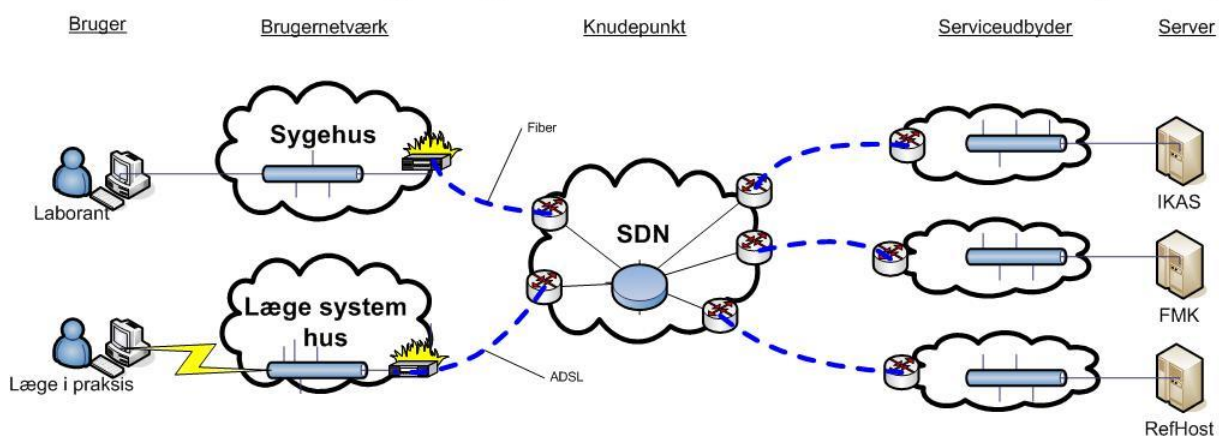 Bruger
Brugernetværk
Knudepunkt
Serviceudbyder
Server
Sygehus
Fiber
Laborant
SDN
IKAS
Læge system
hus
FMK
Læge i praksis
ADSL
RefHost